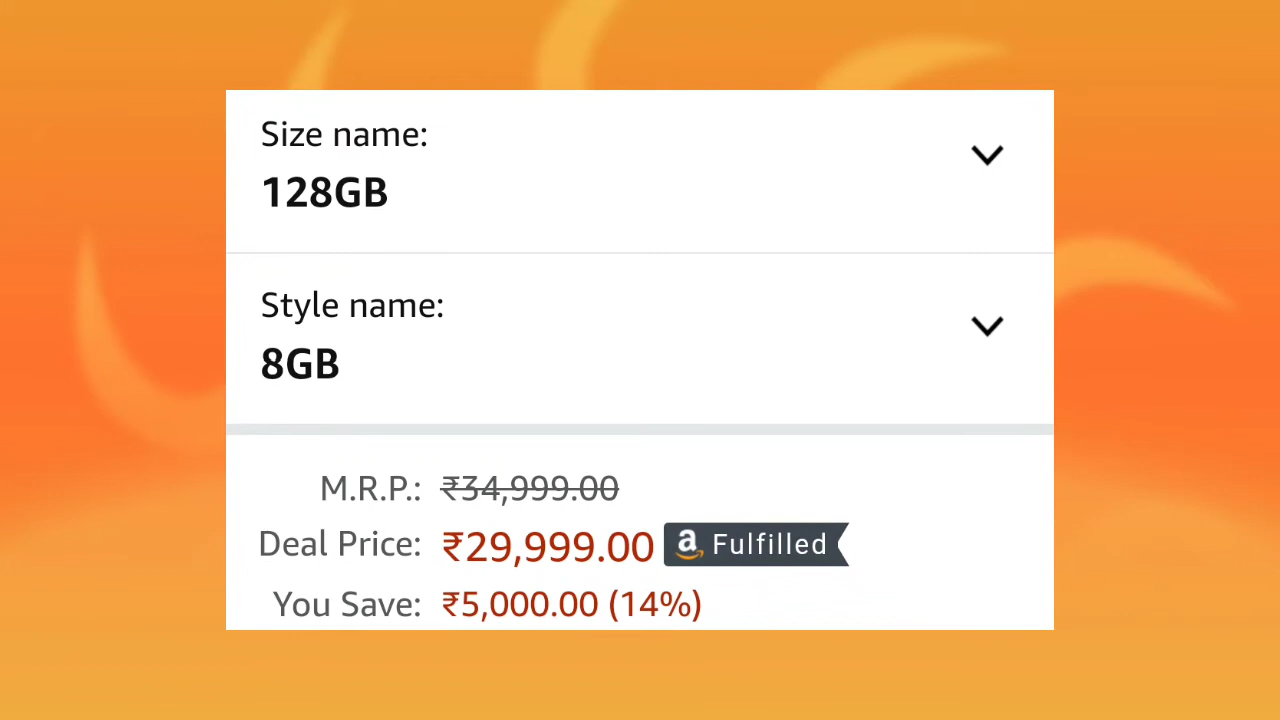 Size name:
128GB
Style name:
8GB
M.R.P.: ₹34,999.00
Deal Price: ₹29,999.00 a Fulfilled
You Save: ₹5,000.00 (14%)